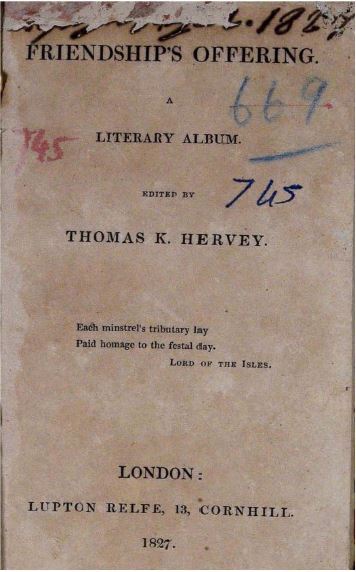 1827
FRIENDSHIP'S OFFERING.
A
669
LITERARY ALBUM.
745
EDITED BY
745
THOMAS K. HERVEY.
Each minstrel's tributary lay
Paid homage to the festal day.
LORD OF THE ISLES.
LONDON:
LUPTON RELFE, 13, CORNHILL.
1827.